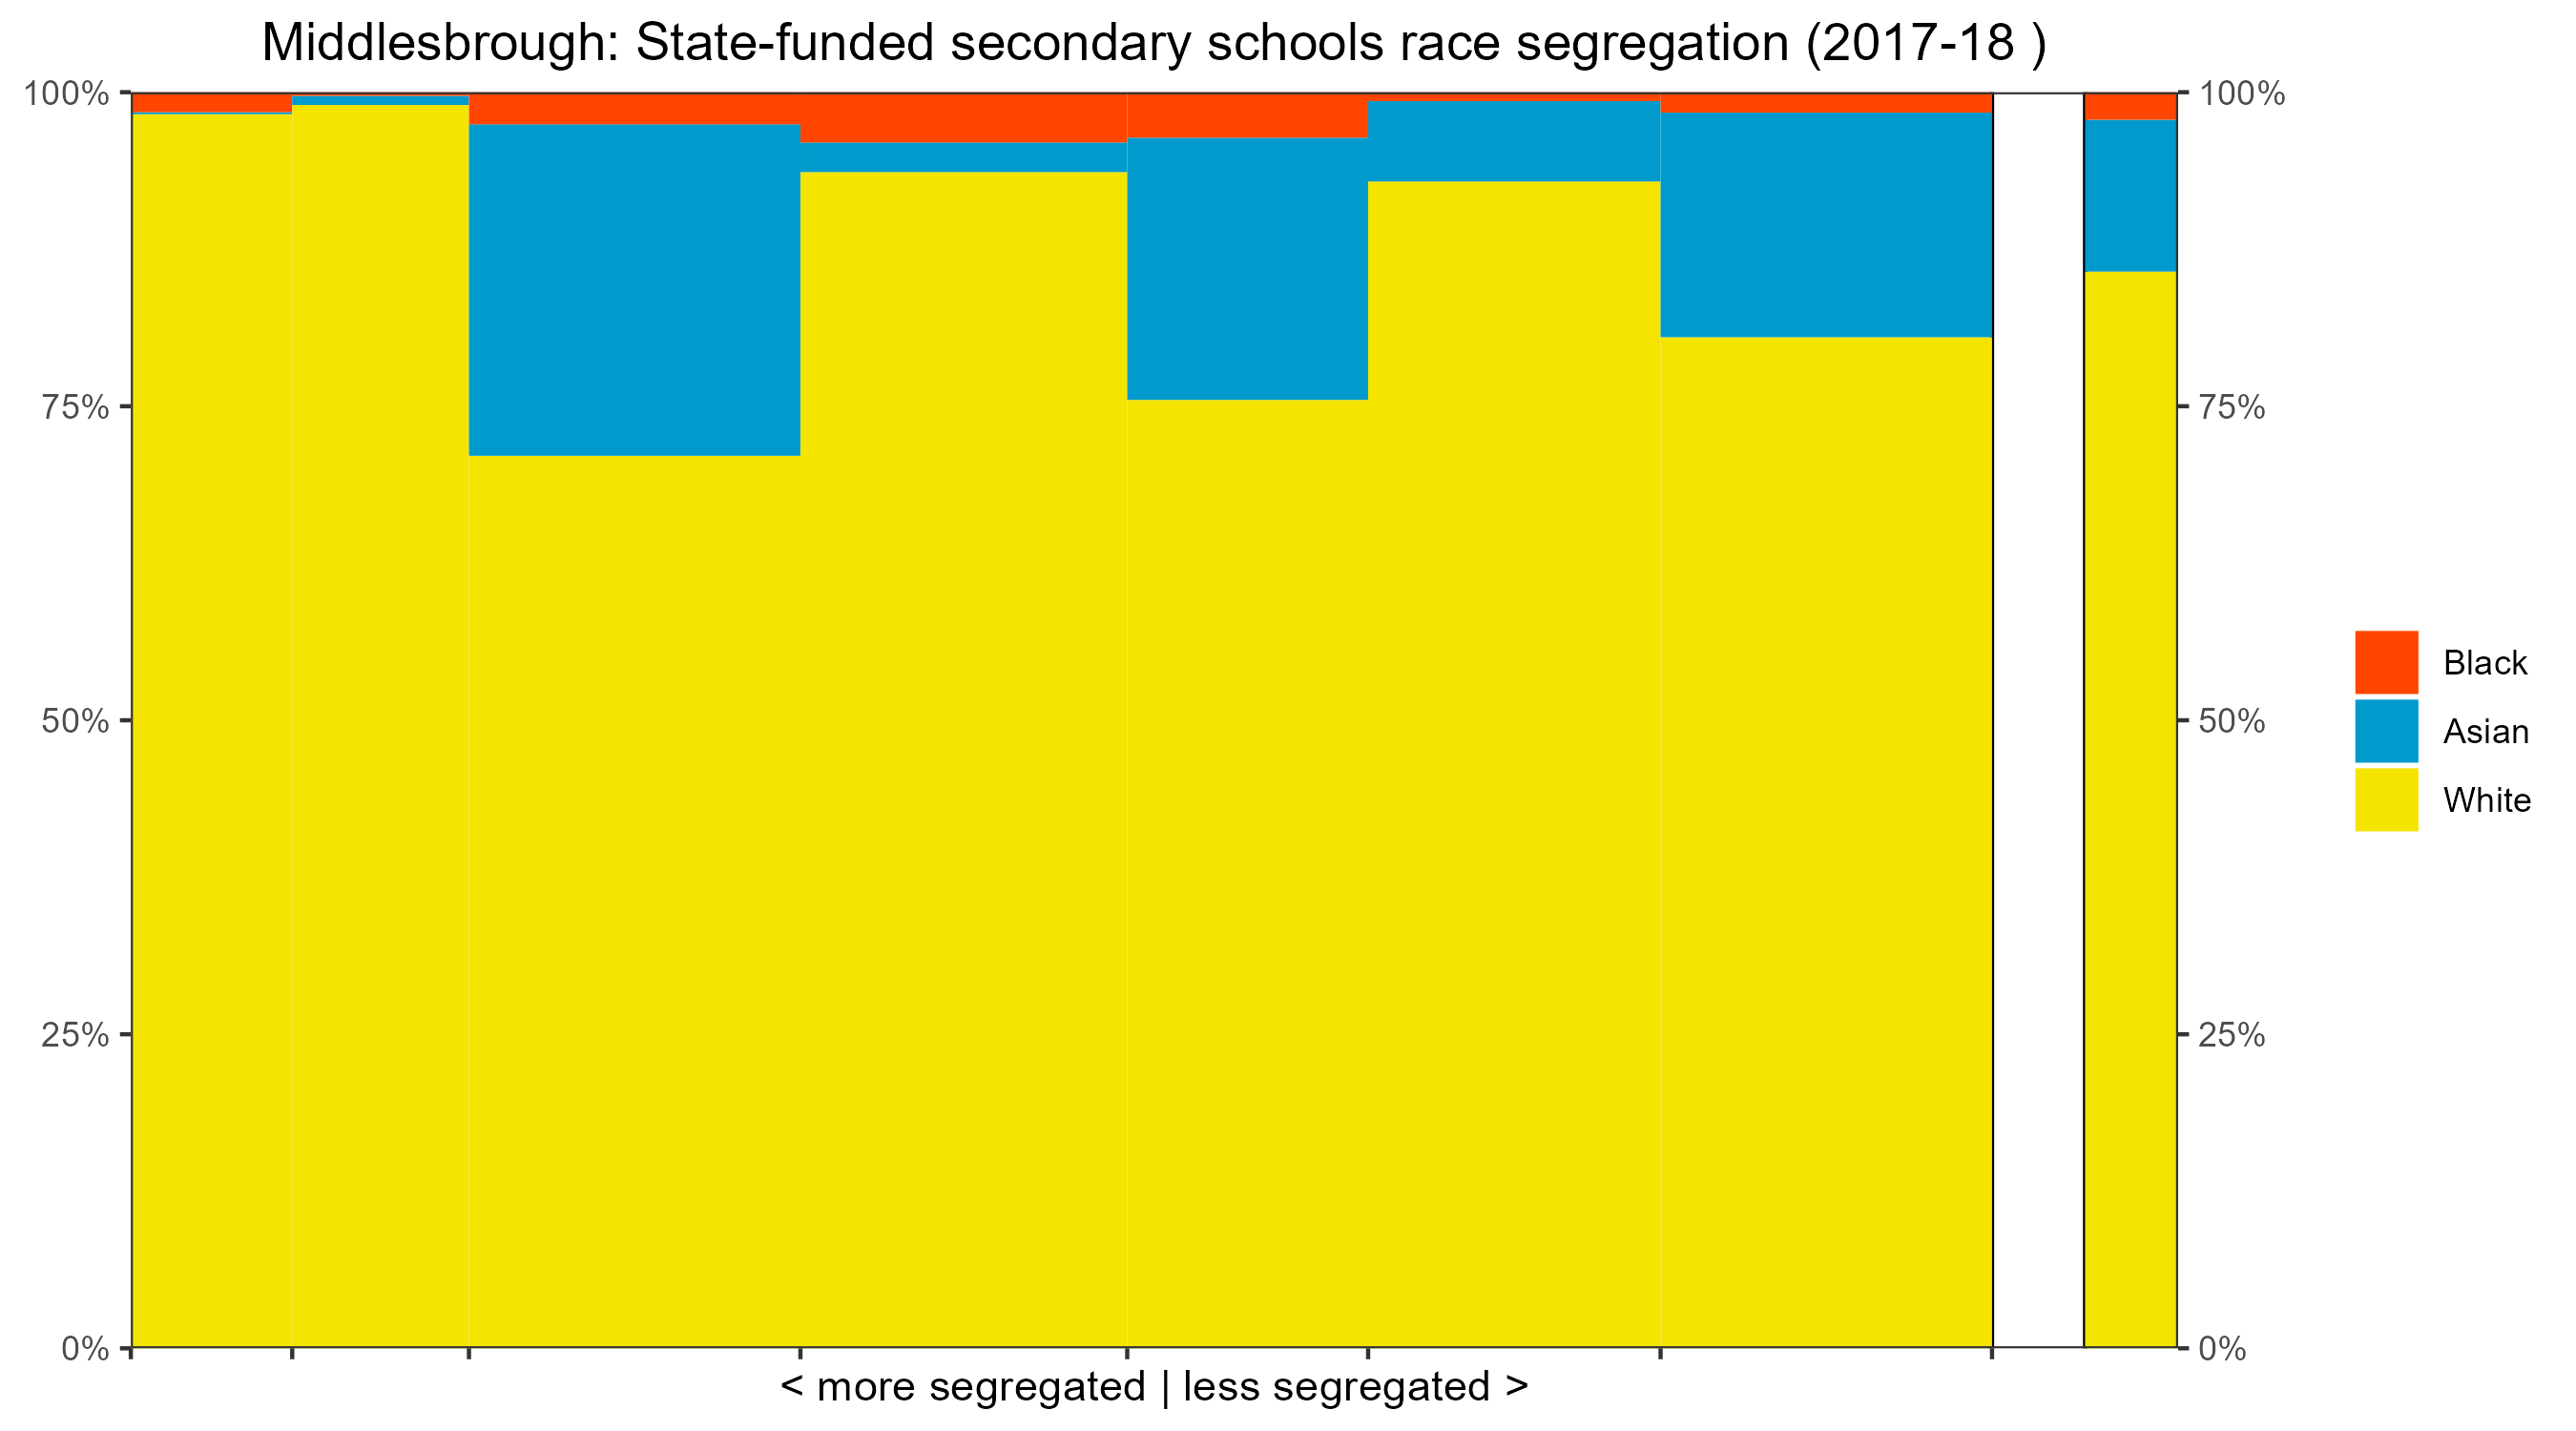 Middlesbrough: State-funded secondary schools race segregation (2017-18 )
100%
75%
50%
25%
0%
100%
75%
50%
25%
0%
Black
Asian
White
< more segregated | less segregated >